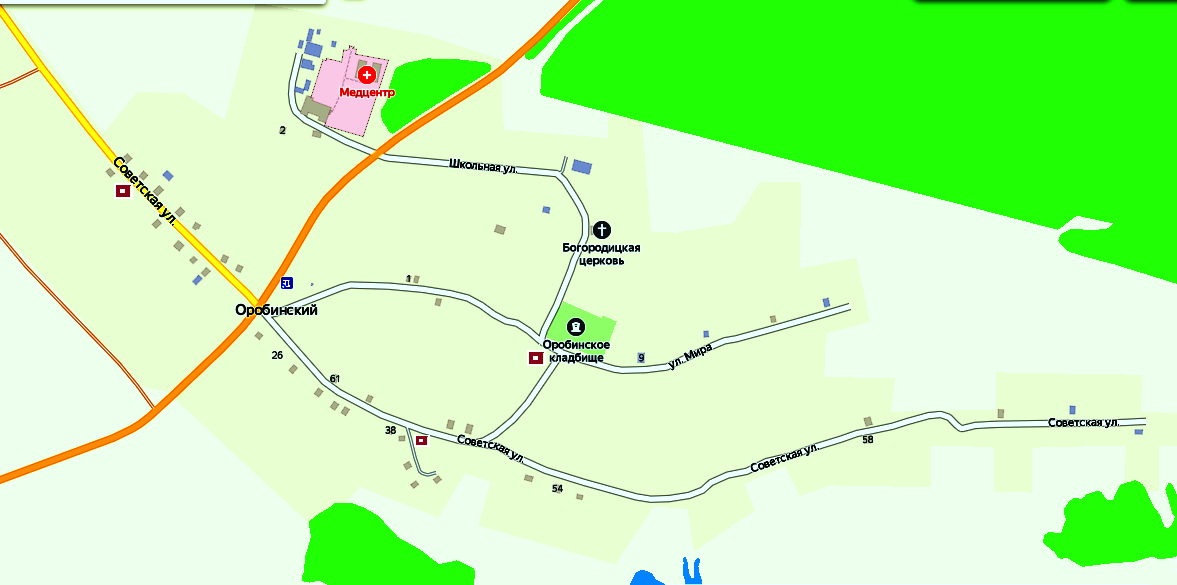 Медцентр
2
Школьная ул.
Советская ул.
Богородицкая
церковь
1
Оробинский
Оробинское
кладбище
9
ул. Мира
26
61
38
Советская ул.
54
Советская ул.
58
Советская ул.